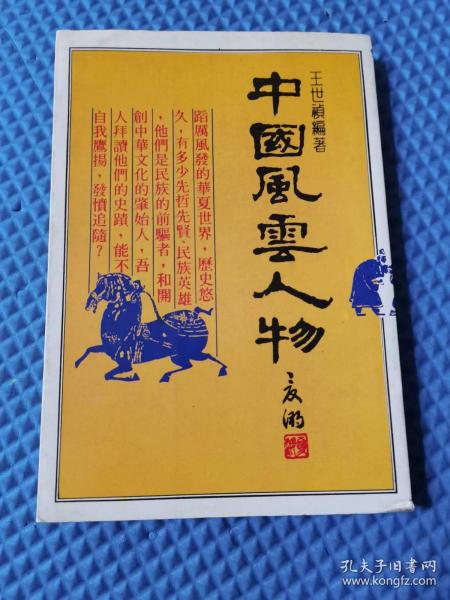 王世禎編著
中國風雲人物
蹈厲風發的華夏世界，歷史悠
久，有多少先哲先賢、民族英雄
，他們是民族的前驅者，和開
創中華文化的肇始人，吾
人拜讀他們的史蹟，能不
自我鷹揚，發憤追隨？
孔夫子旧书网
www.kongfz.com